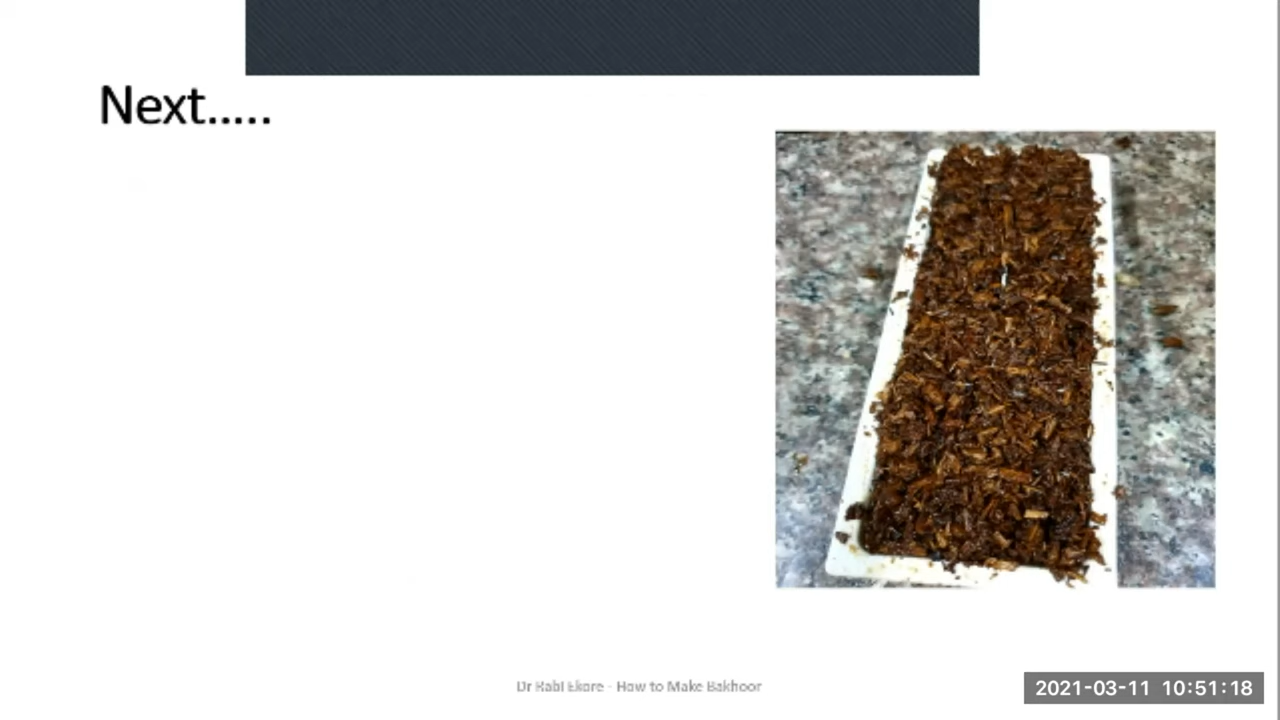 Next.....
Dr Rabi Ekore - How to Make Bakhoor
2021-03-11 10:51:18